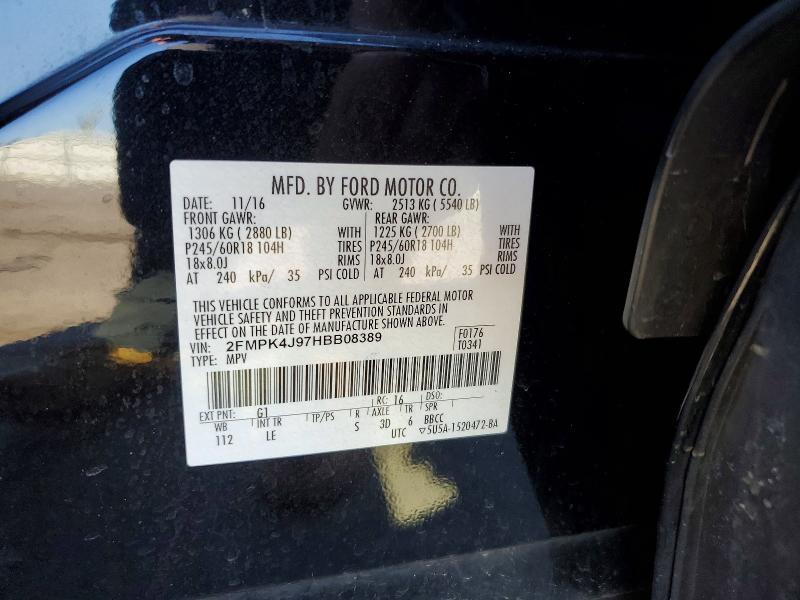 MFD. BY FORD MOTOR CO.
DATE: 11/16 GVWR: 2513 KG ( 5540 LB)
FRONT GAWR: REAR GAWR:
1306 KG ( 2880 LB) WITH 1225 KG ( 2700 LB) WITH
P245/60R18 104H TIRES P245/60R18 104H TIRES
18x8.0J RIMS 18x8.0J RIMS
AT 240 kPa/ 35 PSI COLD AT 240 kPa/ 35 PSI COLD
THIS VEHICLE CONFORMS TO ALL APPLICABLE FEDERAL MOTOR
VEHICLE SAFETY AND THEFT PREVENTION STANDARDS IN
EFFECT ON THE DATE OF MANUFACTURE SHOWN ABOVE.
VIN: 2FMPK4J97HBB08389 F0176
TYPE: MPV T0341
RC: 16 DSO:
EXT PNT: G1
WB INT TR TP/PS R AXLE TR SPR
112 LE S 3D 6 BBCC
UTC ▽5U5A-1520472-BA